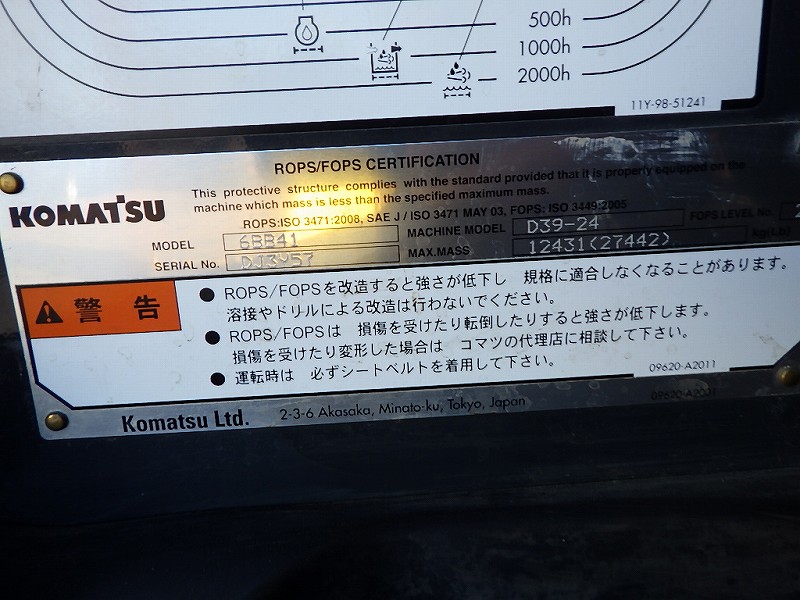 500h
1000h
2000h
11Y-98-51241
ROPS/FOPS CERTIFICATION
KOMATSU
This protective structure complies with the standard provided that it is properly equipped on the
machine which mass is less than the specified maximum mass.
ROPS:ISO 3471:2008, SAE J / ISO 3471 MAY 03, FOPS: ISO 3449:2005
MODEL 6BB41 MACHINE MODEL D39-24 FOPS LEVEL No.
SERIAL No. MAX.MASS 12431(27442) kg(Lb)
警告
● ROPS/FOPSを改造すると強さが低下し 規格に適合しなくなることがあります。
溶接やドリルによる改造は行わないでください。
● ROPS/FOPSは 損傷を受けたり転倒したりすると強さが低下します。
損傷を受けたり変形した場合は コマツの代理店に相談して下さい。
● 運転時は 必ずシートベルトを着用して下さい。
09620-A2011
Komatsu Ltd. 2-3-6 Akasaka, Minato-ku, Tokyo, Japan
09620-A2001